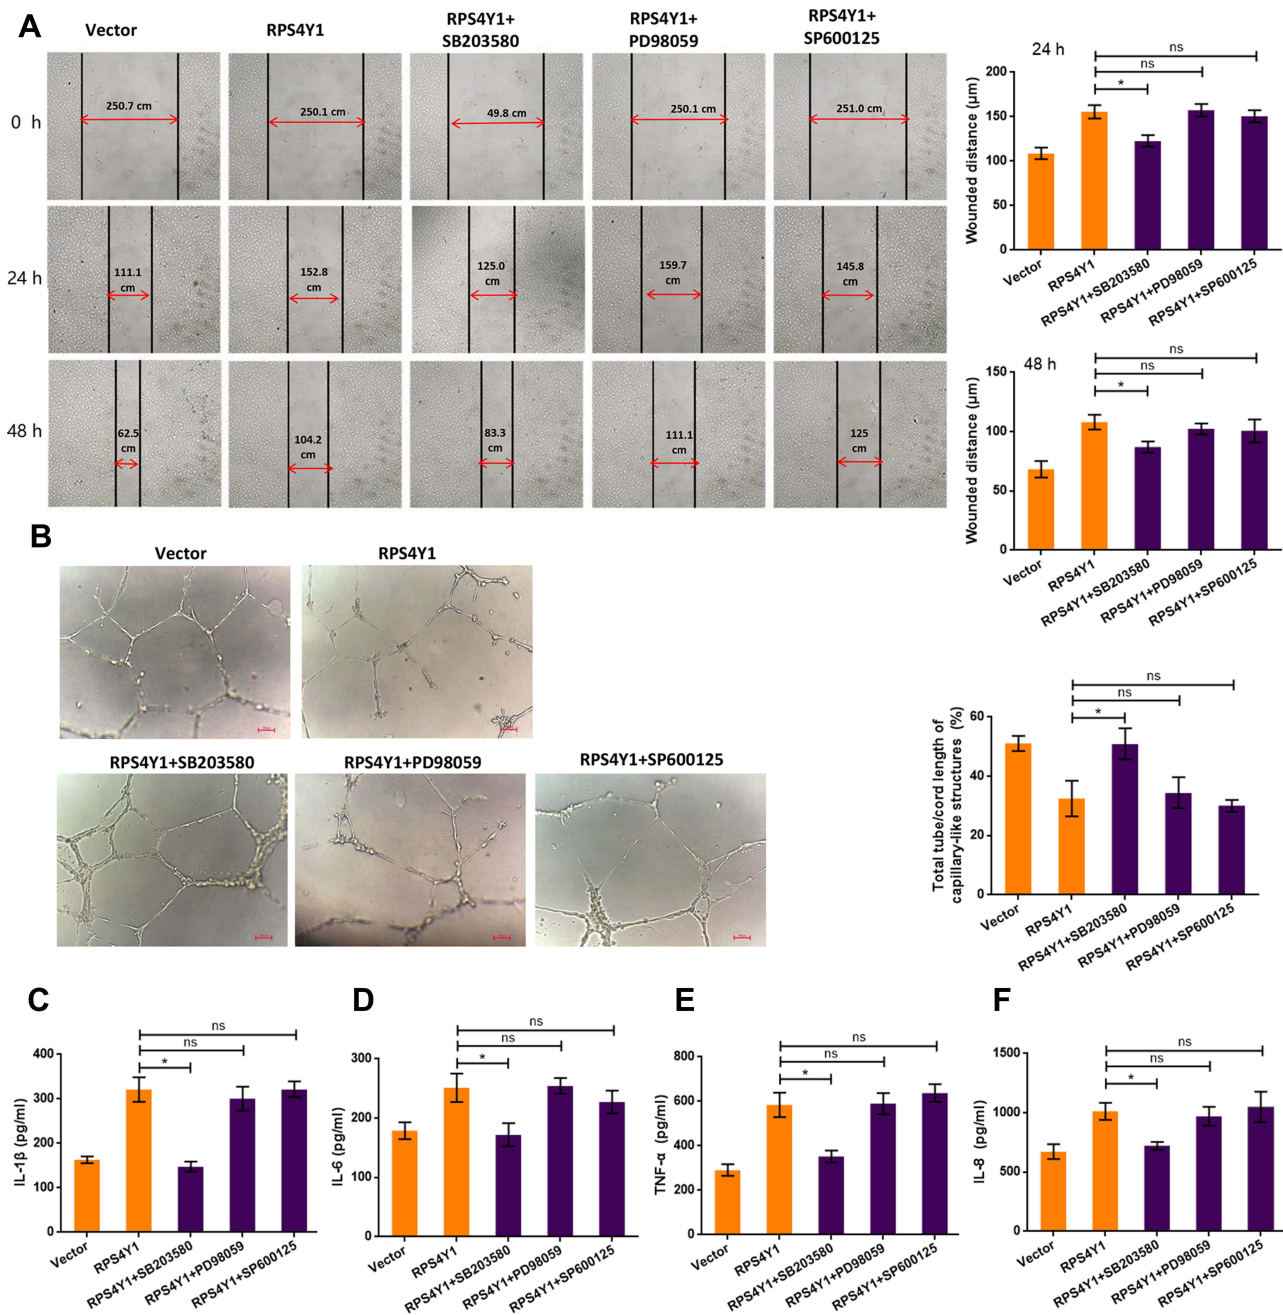 A
Vector
RPS4Y1
RPS4Y1+
SB203580
RPS4Y1+
PD98059
RPS4Y1+
SP600125
0 h
250.7 cm
250.1 cm
49.8 cm
250.1 cm
251.0 cm
24 h
111.1
cm
152.8
cm
125.0
cm
159.7
cm
145.8
cm
48 h
62.5
cm
104.2
cm
83.3
cm
111.1
cm
125
cm
24 h
ns
ns
*
Wounded distance (μm)
200
150
100
50
0
Vector
RPS4Y1
RPS4Y1+SB203580
RPS4Y1+PD98059
RPS4Y1+SP600125
48 h
ns
ns
*
Wounded distance (μm)
150
100
50
0
Vector
RPS4Y1
RPS4Y1+SB203580
RPS4Y1+PD98059
RPS4Y1+SP600125
B
Vector
RPS4Y1
RPS4Y1+SB203580
RPS4Y1+PD98059
RPS4Y1+SP600125
ns
ns
*
Total tube/cord length of
capillary-like structures (%)
60
40
20
0
Vector
RPS4Y1
RPS4Y1+SB203580
RPS4Y1+PD98059
RPS4Y1+SP600125
C
ns
ns
*
IL-1β (pg/ml)
400
300
200
100
0
Vector
RPS4Y1
RPS4Y1+SB203580
RPS4Y1+PD98059
RPS4Y1+SP600125
D
ns
ns
*
IL-6 (pg/ml)
300
200
100
0
Vector
RPS4Y1
RPS4Y1+SB203580
RPS4Y1+PD98059
RPS4Y1+SP600125
E
ns
ns
*
TNF-α (pg/ml)
800
600
400
200
0
Vector
RPS4Y1
RPS4Y1+SB203580
RPS4Y1+PD98059
RPS4Y1+SP600125
F
ns
ns
*
IL-8 (pg/ml)
1500
1000
500
0
Vector
RPS4Y1
RPS4Y1+SB203580
RPS4Y1+PD98059
RPS4Y1+SP600125